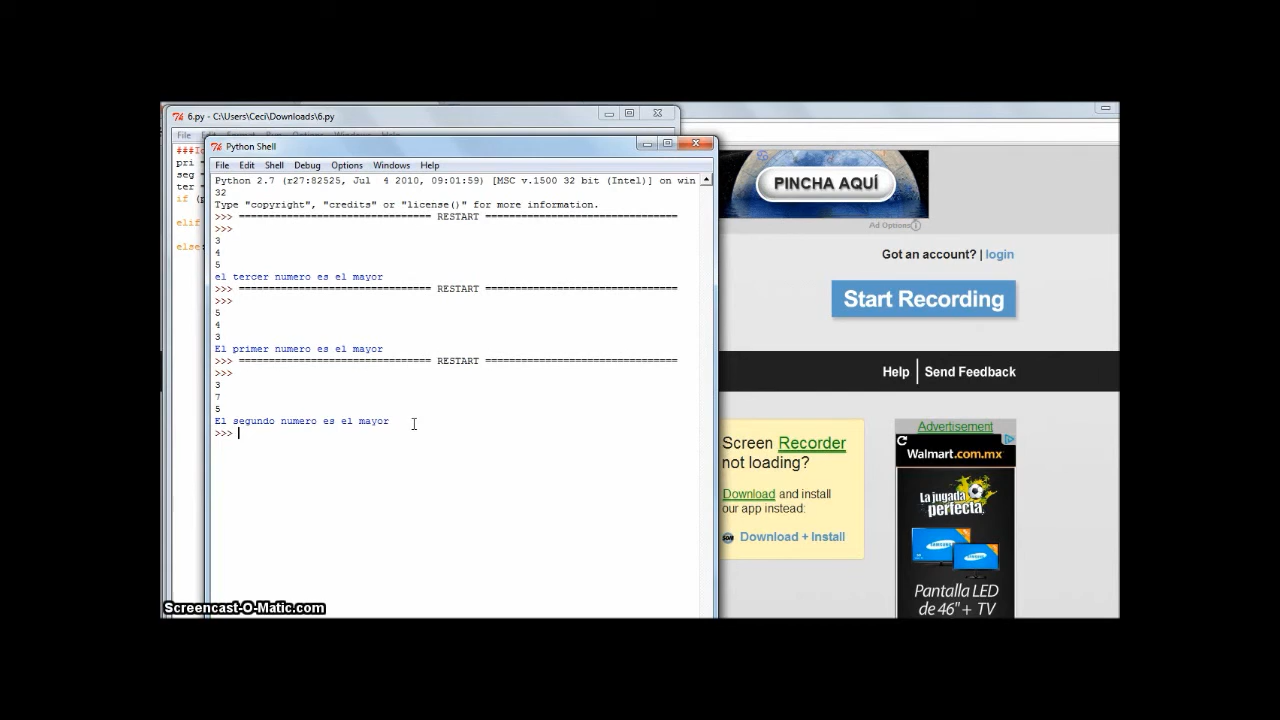 6.py - C:\Users\Ceci\Downloads\6.py
File
Python Shell
File Edit Shell Debug Options Windows Help
pri =
seg =
ter =
if (
elif
else:
Python 2.7 (r27:82525, Jul  4 2010, 09:01:59) [MSC v.1500 32 bit (Intel)] on win
32
Type "copyright", "credits" or "license()" for more information.
>>> ================================ RESTART ================================
>>>
3
4
5
el tercer numero es el mayor
>>> ================================ RESTART ================================
>>>
5
4
3
El primer numero es el mayor
>>> ================================ RESTART ================================
>>>
3
7
5
El segundo numero es el mayor
>>>
PINCHA AQUÍ
Ad Options
Got an account? | login
Start Recording
Help | Send Feedback
Screen Recorder
not loading?
Download and install
our app instead:
Download + Install
Advertisement
Walmart.com.mx
La jugada
perfecta
SAMSUNG
SAMSUNG
Pantalla LED
de 46" + TV
Screencast-O-Matic.com